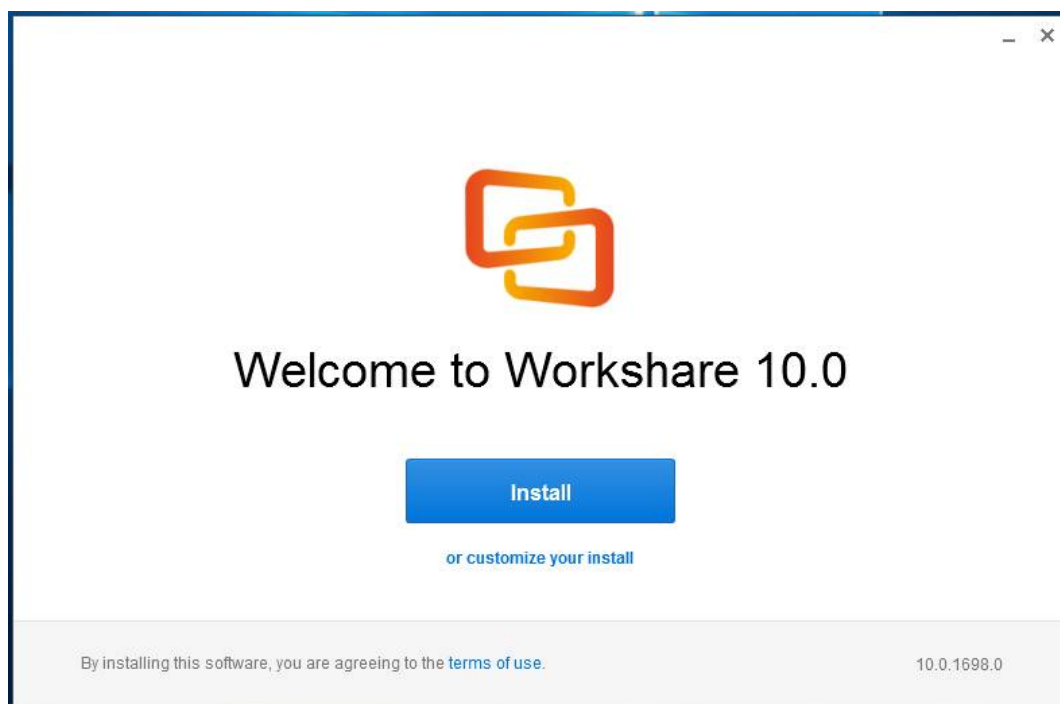 Welcome to Workshare 10.0
Install
or customize your install
By installing this software, you are agreeing to the terms of use.
10.0.1698.0